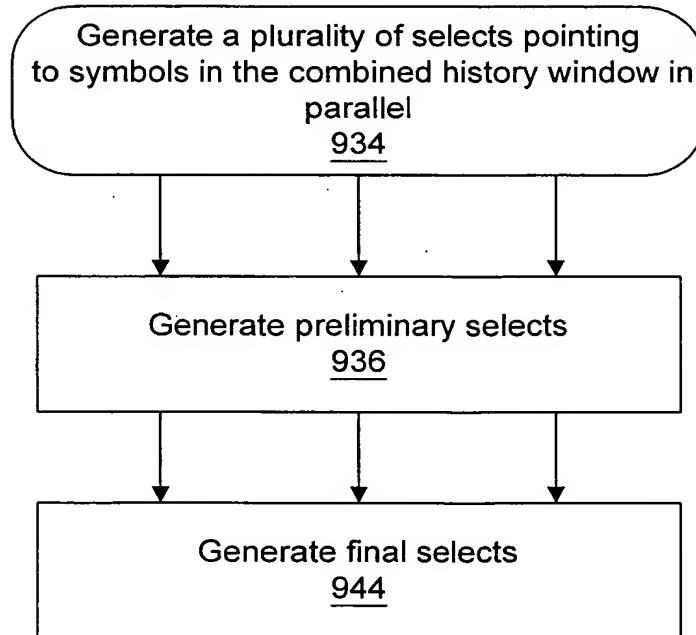 Generate a plurality of selects pointing
to symbols in the combined history window in
parallel
934
Generate preliminary selects
936
Generate final selects
944